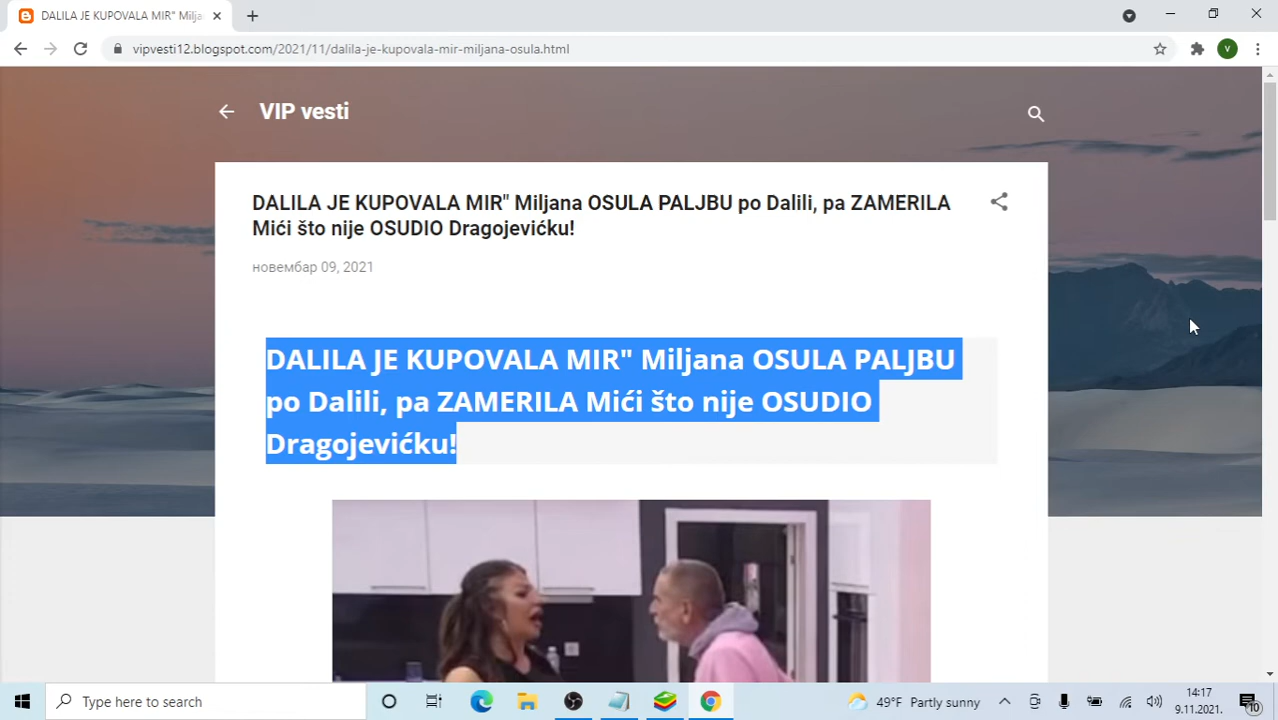 DALILA JE KUPOVALA MIR" Milja
vipvesti12.blogspot.com/2021/11/dalila-je-kupovala-mir-miljana-osula.html
V
VIP vesti
DALILA JE KUPOVALA MIR" Miljana OSULA PALJBU po Dalili, pa ZAMERILA
Mići što nije OSUDIO Dragojevićku!
новембар 09, 2021
DALILA JE KUPOVALA MIR" Miljana OSULA PALJBU
po Dalili, pa ZAMERILA Mići što nije OSUDIO
Dragojevićku!
Type here to search
49°F Partly sunny
14:17
9.11.2021.
10